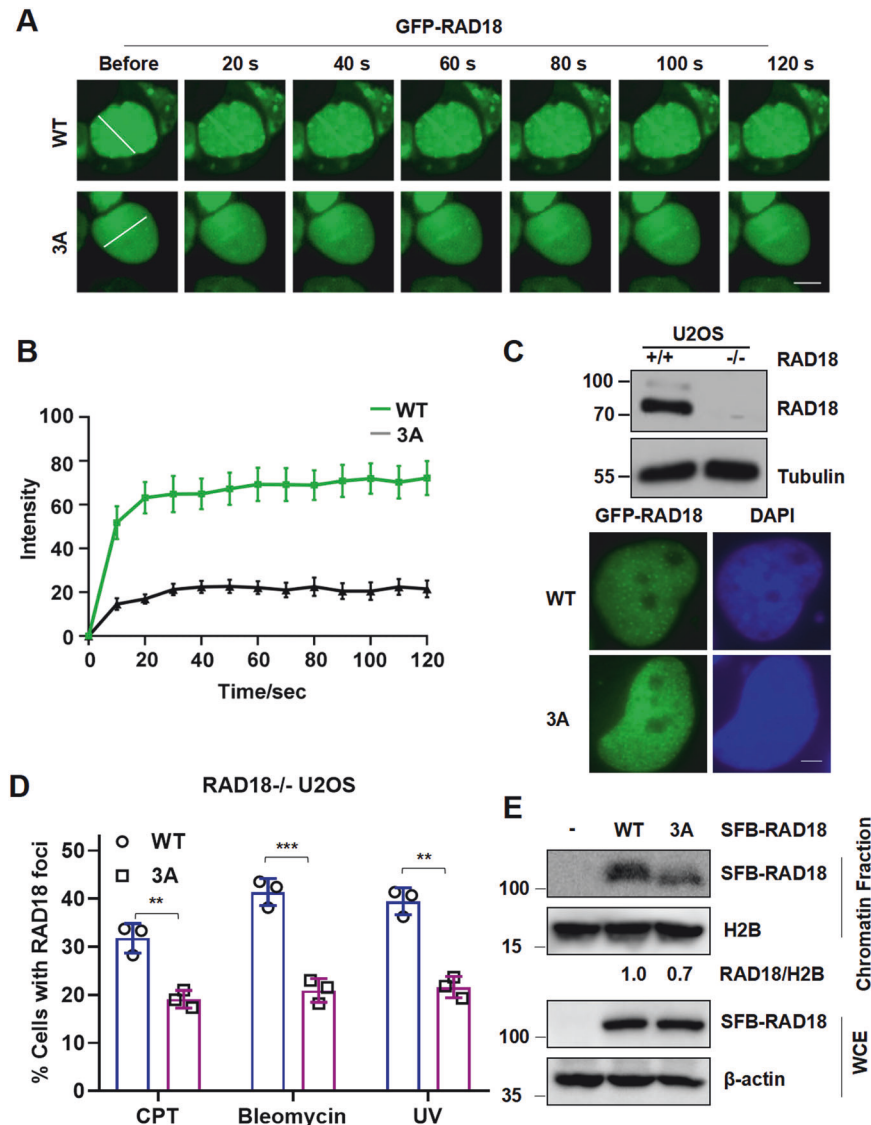 A
GFP-RAD18
Before 20 s 40 s 60 s 80 s 100 s 120 s
WT
3A
B
100
80
60
40
20
0
Intensity
WT
3A
0 20 40 60 80 100 120
Time/sec
C
U2OS
+/+ -/- RAD18
100
70
RAD18
55
Tubulin
GFP-RAD18 DAPI
WT
3A
D
RAD18-/- U2OS
WT
3A
50
40
30
20
10
0
% Cells with RAD18 foci
** *** **
CPT Bleomycin UV
E
- WT 3A SFB-RAD18
SFB-RAD18
100
H2B
15
1.0 0.7 RAD18/H2B
Chromatin Fraction
SFB-RAD18
100
β-actin
35
WCE